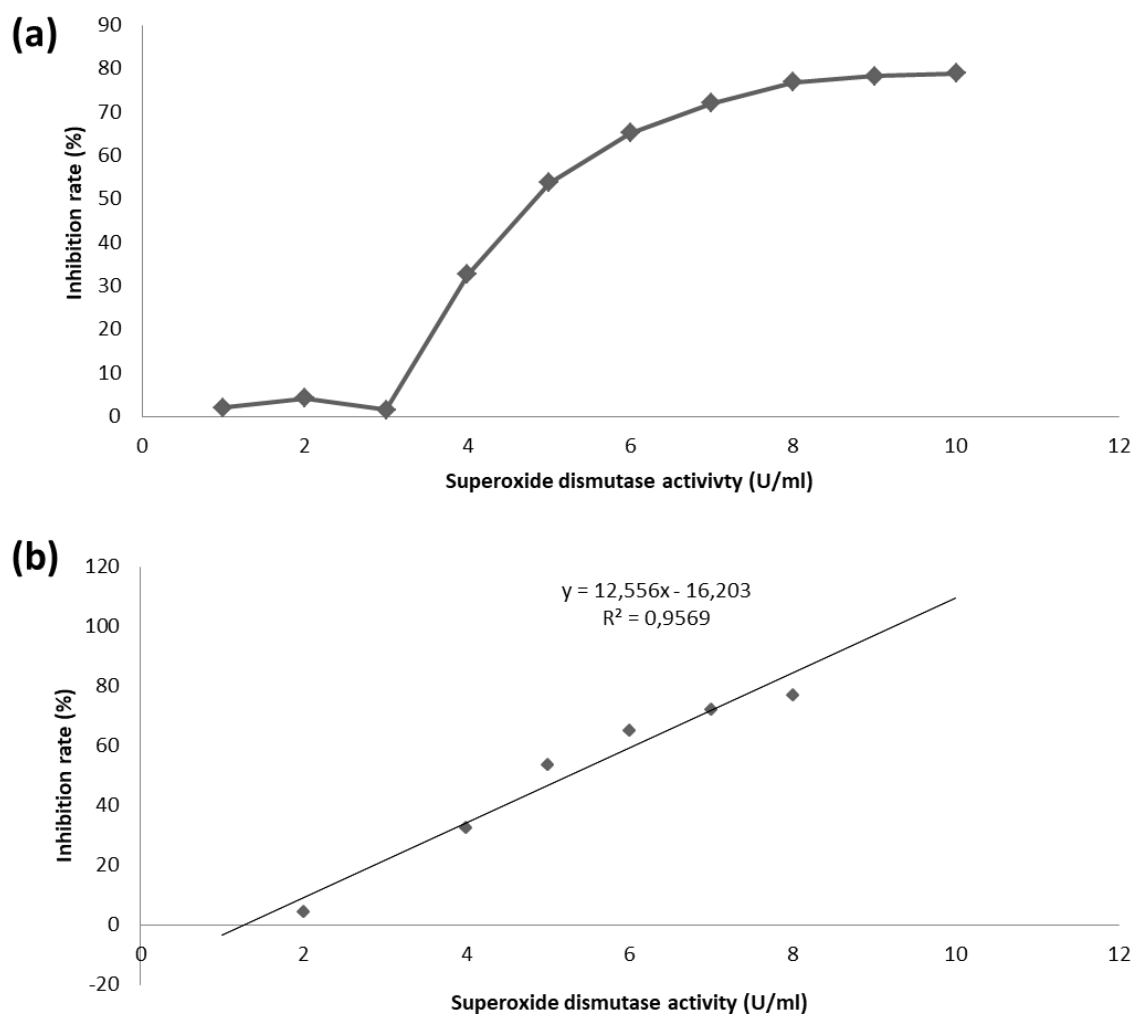 (a)
90
80
70
60
50
40
30
20
10
0
Inhibition rate (%)
0 2 4 6 8 10 12
Superoxide dismutase activivty (U/ml)
(b)
120
100
80
60
40
20
0
-20
Inhibition rate (%)
y = 12,556x - 16,203
R² = 0,9569
0 2 4 6 8 10 12
Superoxide dismutase activity (U/ml)